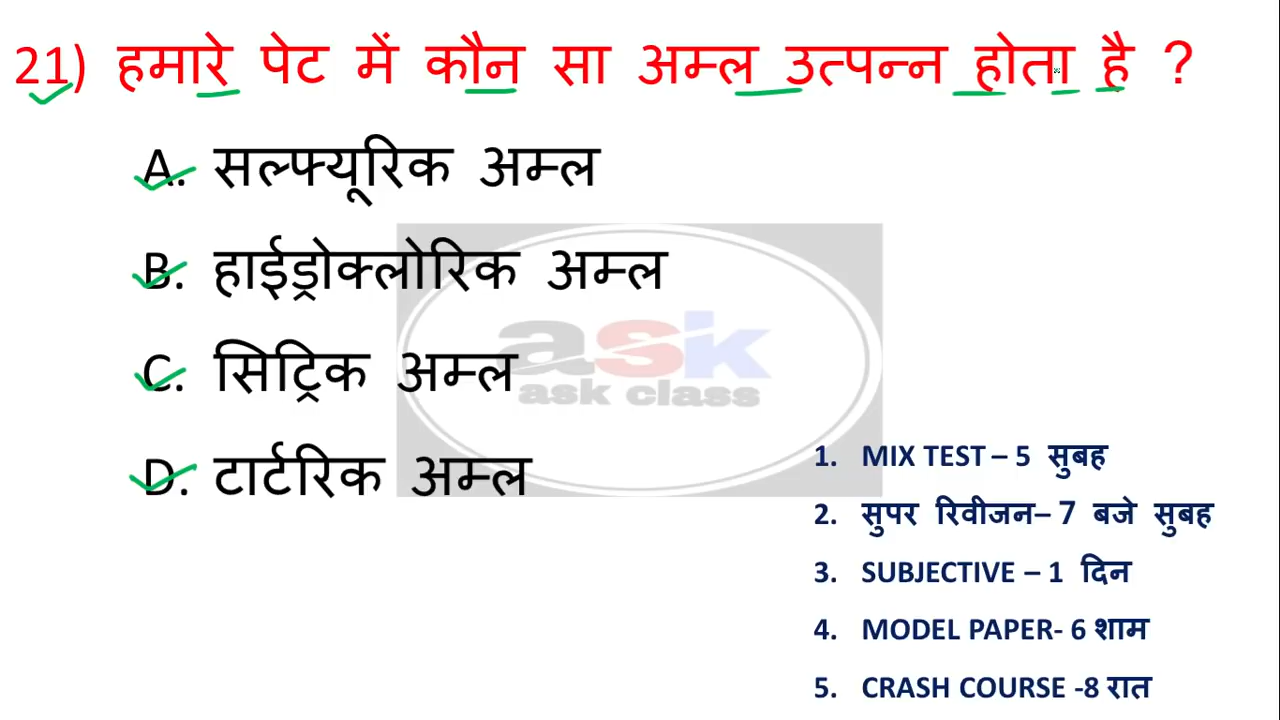 21) हमारे पेट में कौन सा अम्ल उत्पन्न होता है ?
A. सल्फ्यूरिक अम्ल
B. हाईड्रोक्लोरिक अम्ल
C. सिट्रिक अम्ल
D. टार्टरिक अम्ल
ask
ask class
1. MIX TEST – 5 सुबह
2. सुपर रिवीजन– 7 बजे सुबह
3. SUBJECTIVE – 1 दिन
4. MODEL PAPER- 6 शाम
5. CRASH COURSE -8 रात